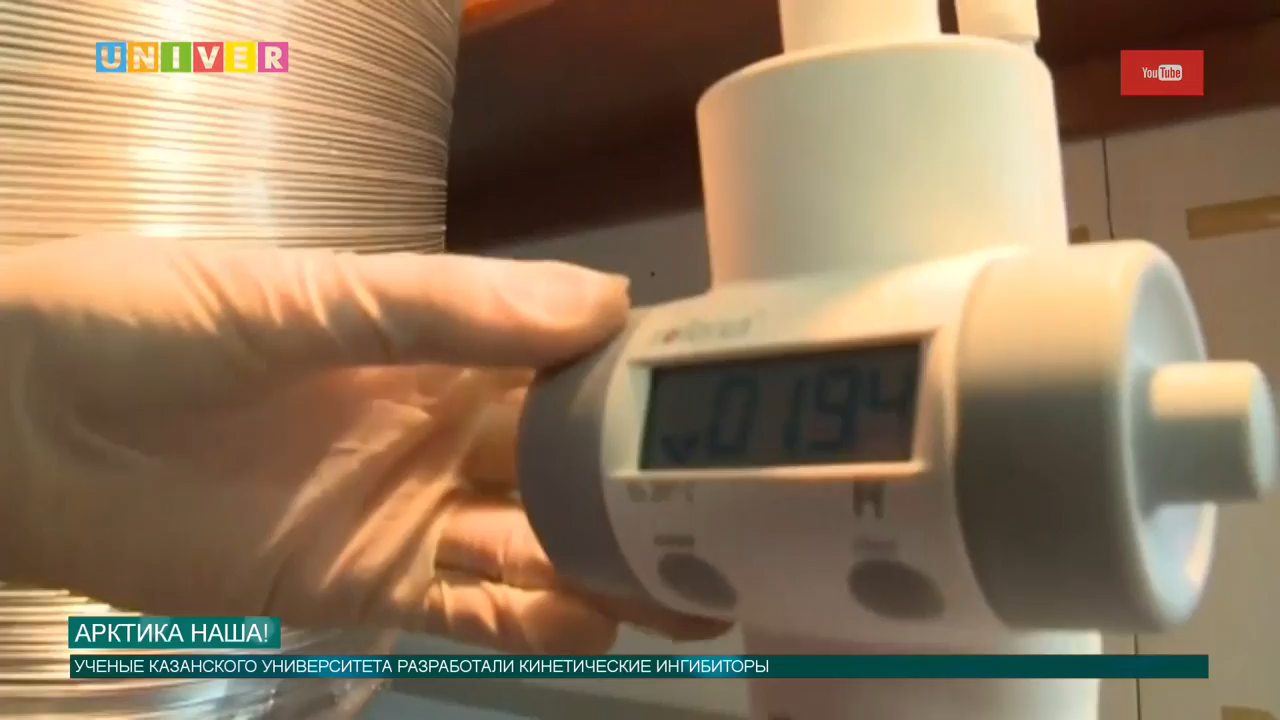 UNIVER
YouTube
0194
АРКТИКА НАША!
УЧЕНЫЕ КАЗАНСКОГО УНИВЕРСИТЕТА РАЗРАБОТАЛИ КИНЕТИЧЕСКИЕ ИНГИБИТОРЫ